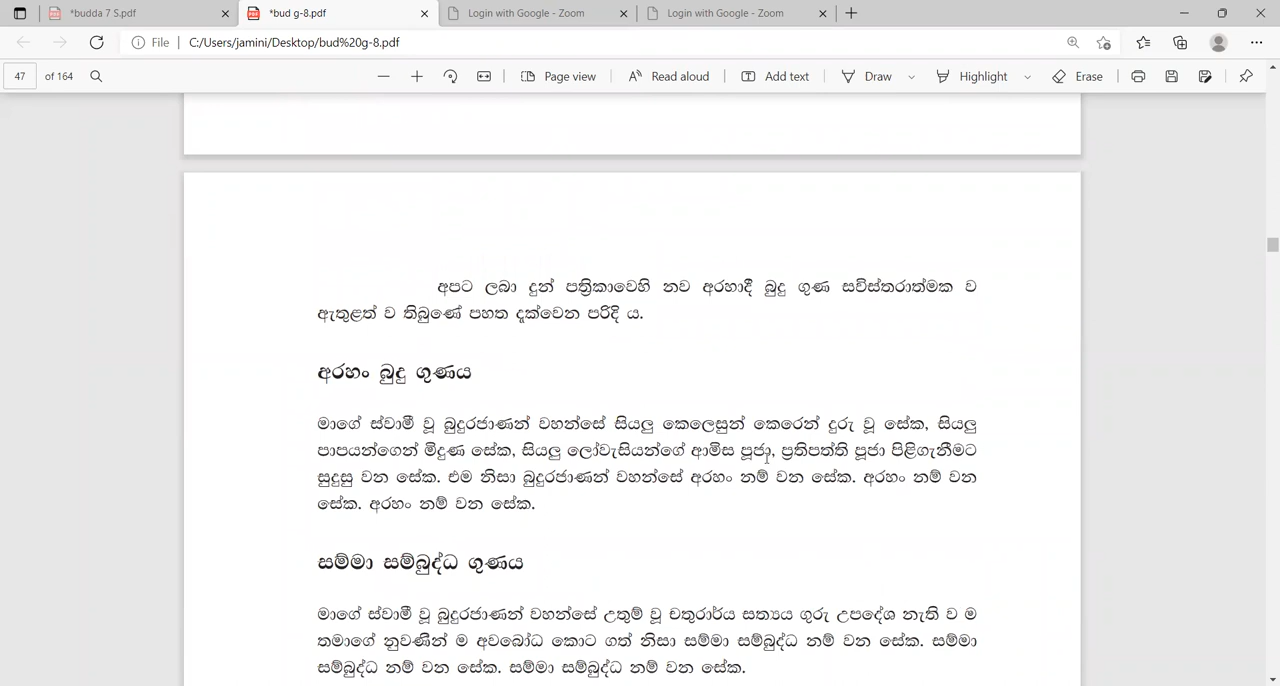 *budda 7 S.pdf
*bud g-8.pdf
Login with Google - Zoom
Login with Google - Zoom
File
C:/Users/jamini/Desktop/bud%20g-8.pdf
47 of 164
Page view
Read aloud
Add text
Draw
Highlight
Erase
අපට ලබා දුන් පත්‍රිකාවෙහි නව අරහාදී බුදු ගුණ සවිස්තරාත්මක ව
ඇතුළත් ව තිබුණේ පහත දැක්වෙන පරිදි ය.
අරහං බුදු ගුණය
මාගේ ස්වාමී වූ බුදුරජාණන් වහන්සේ සියලු කෙලෙසුන් කෙරෙන් දුරු වූ සේක, සියලු
පාපයන්ගෙන් මිදුණ සේක, සියලු ලෝවැසියන්ගේ ආමිස පූජා, ප්‍රතිපත්ති පූජා පිළිගැනීමට
සුදුසු වන සේක. එම නිසා බුදුරජාණන් වහන්සේ අරහං නම් වන සේක. අරහං නම් වන
සේක. අරහං නම් වන සේක.
සම්මා සම්බුද්ධ ගුණය
මාගේ ස්වාමී වූ බුදුරජාණන් වහන්සේ උතුම් වූ චතුරාර්ය සත්‍යය ගුරු උපදේශ නැති ව ම
තමාගේ නුවණින් ම අවබෝධ කොට ගත් නිසා සම්මා සම්බුද්ධ නම් වන සේක. සම්මා
සම්බුද්ධ නම් වන සේක. සම්මා සම්බුද්ධ නම් වන සේක.